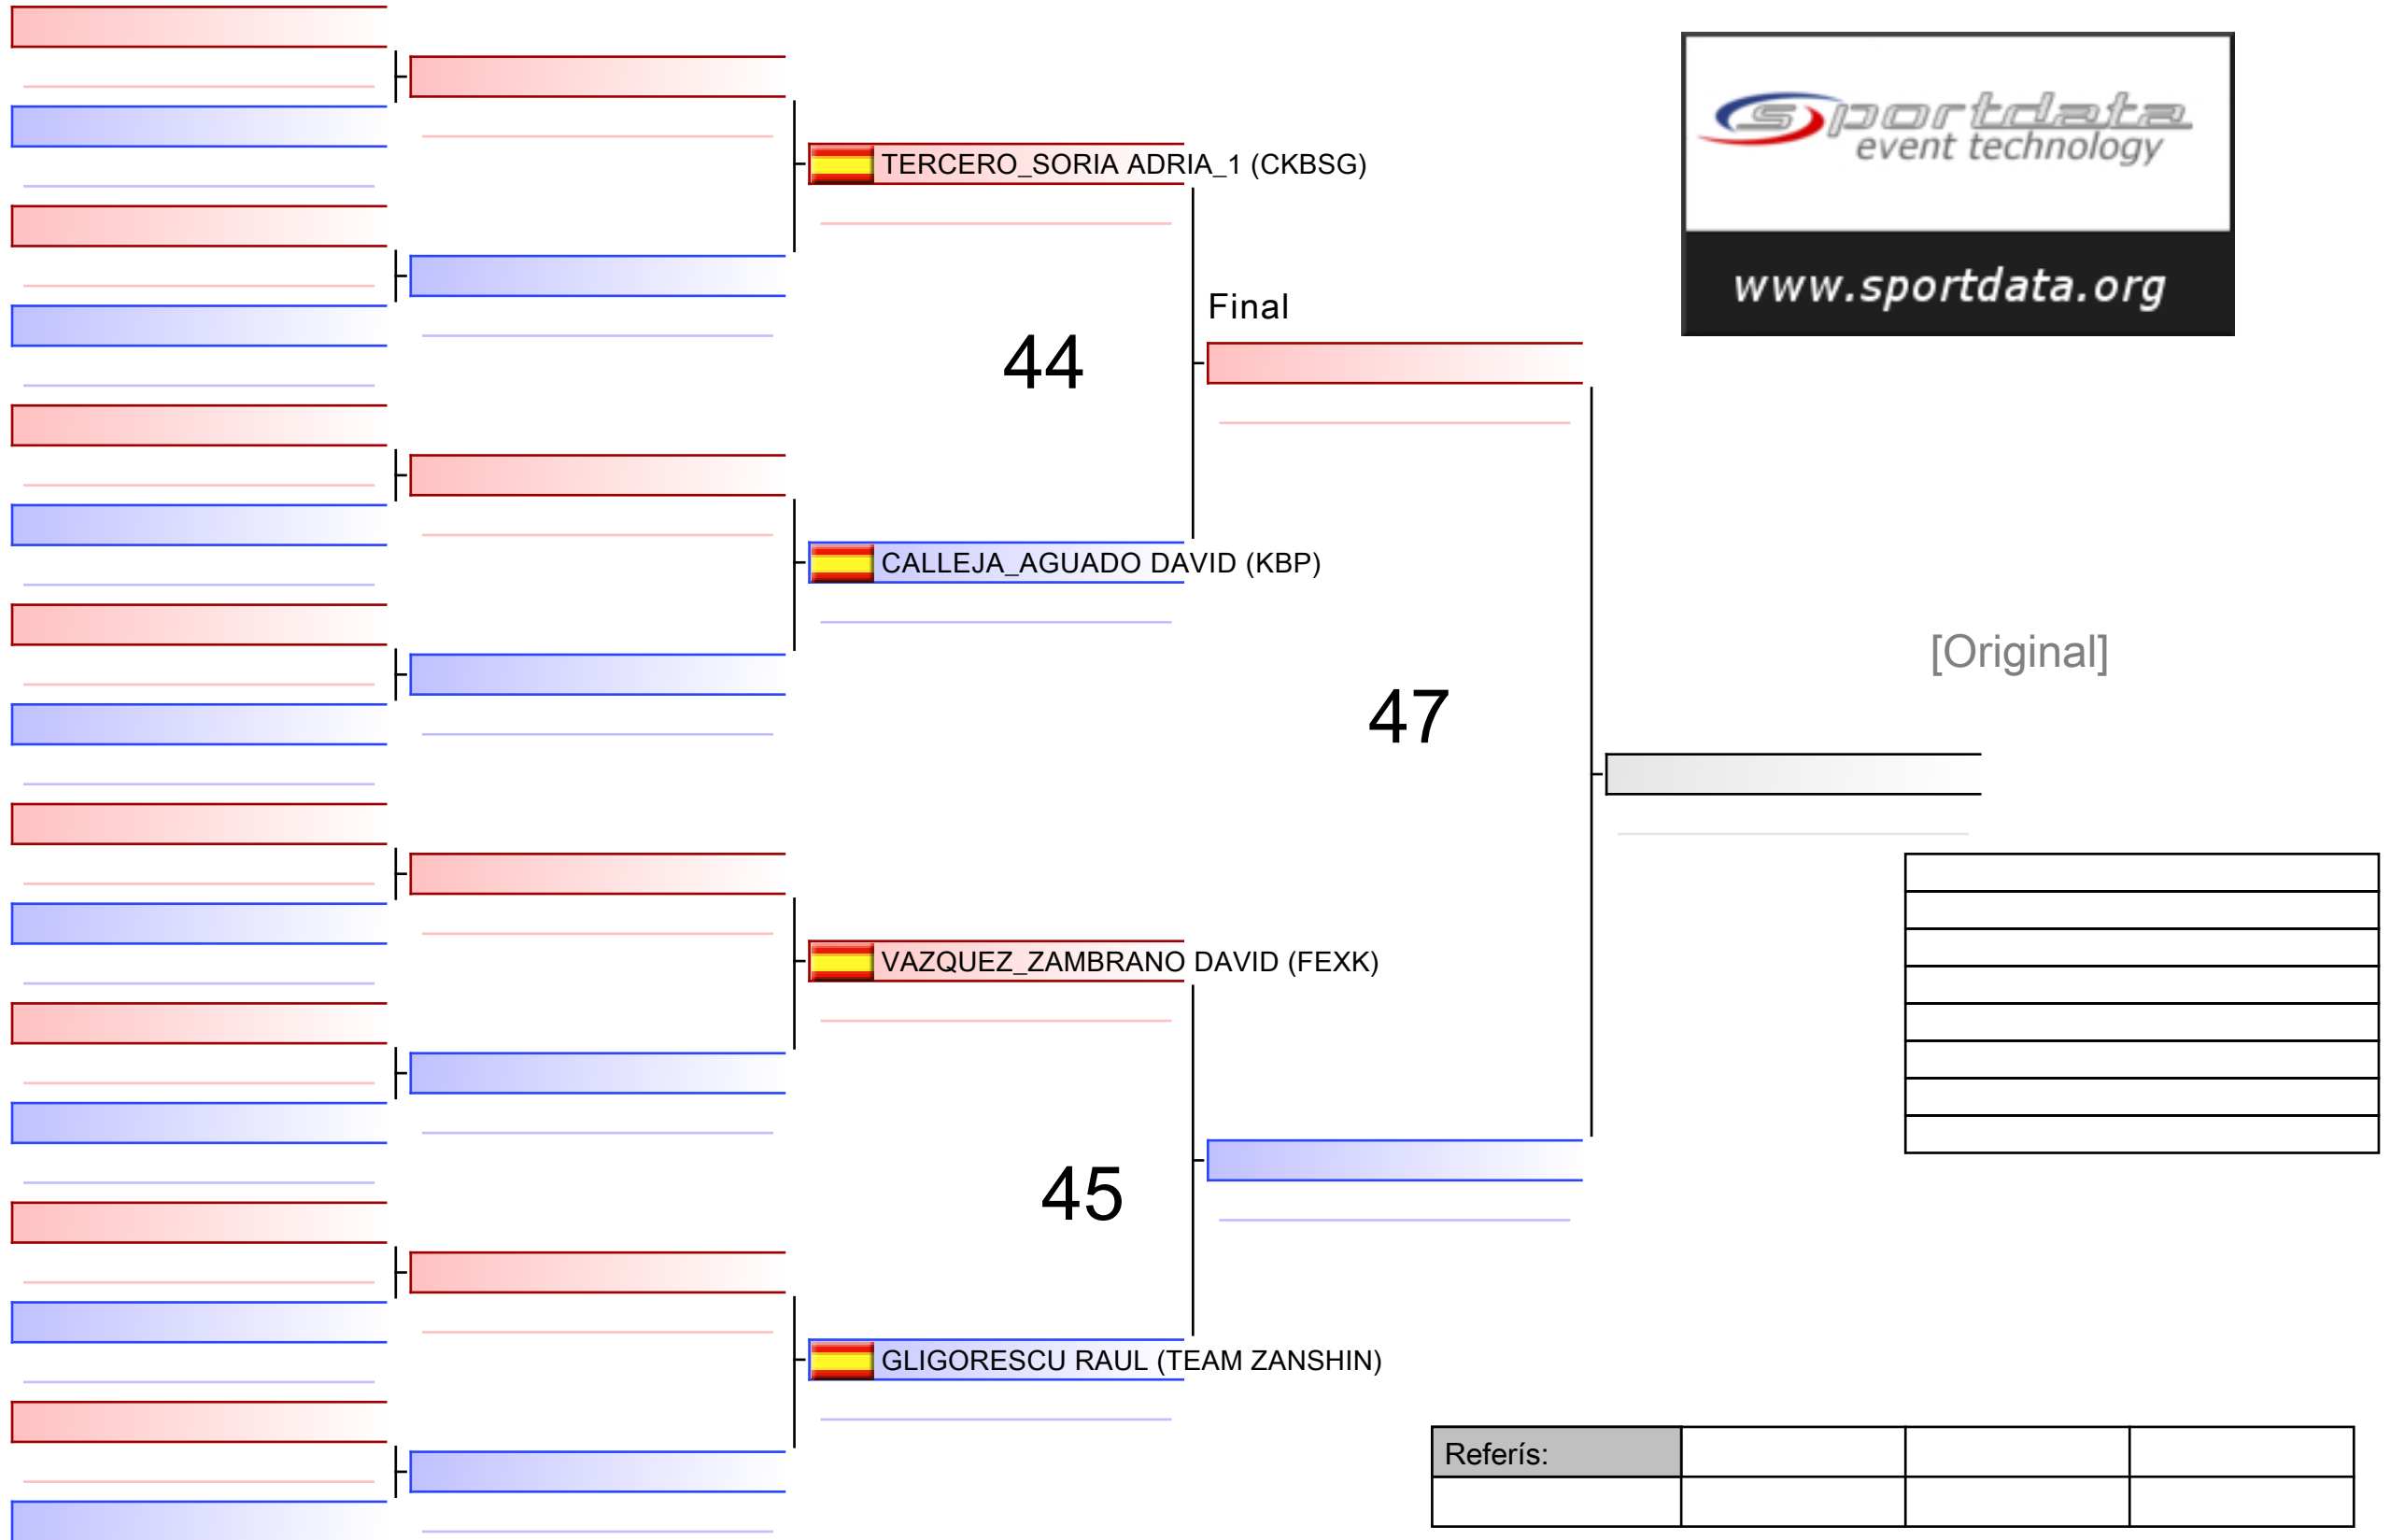 sportdata
event technology
www.sportdata.org
TERCERO_SORIA ADRIA_1 (CKBSG)
Final
44
CALLEJA_AGUADO DAVID (KBP)
[Original]
47
VAZQUEZ_ZAMBRANO DAVID (FEXK)
45
GLIGORESCU RAUL (TEAM ZANSHIN)
Referís: